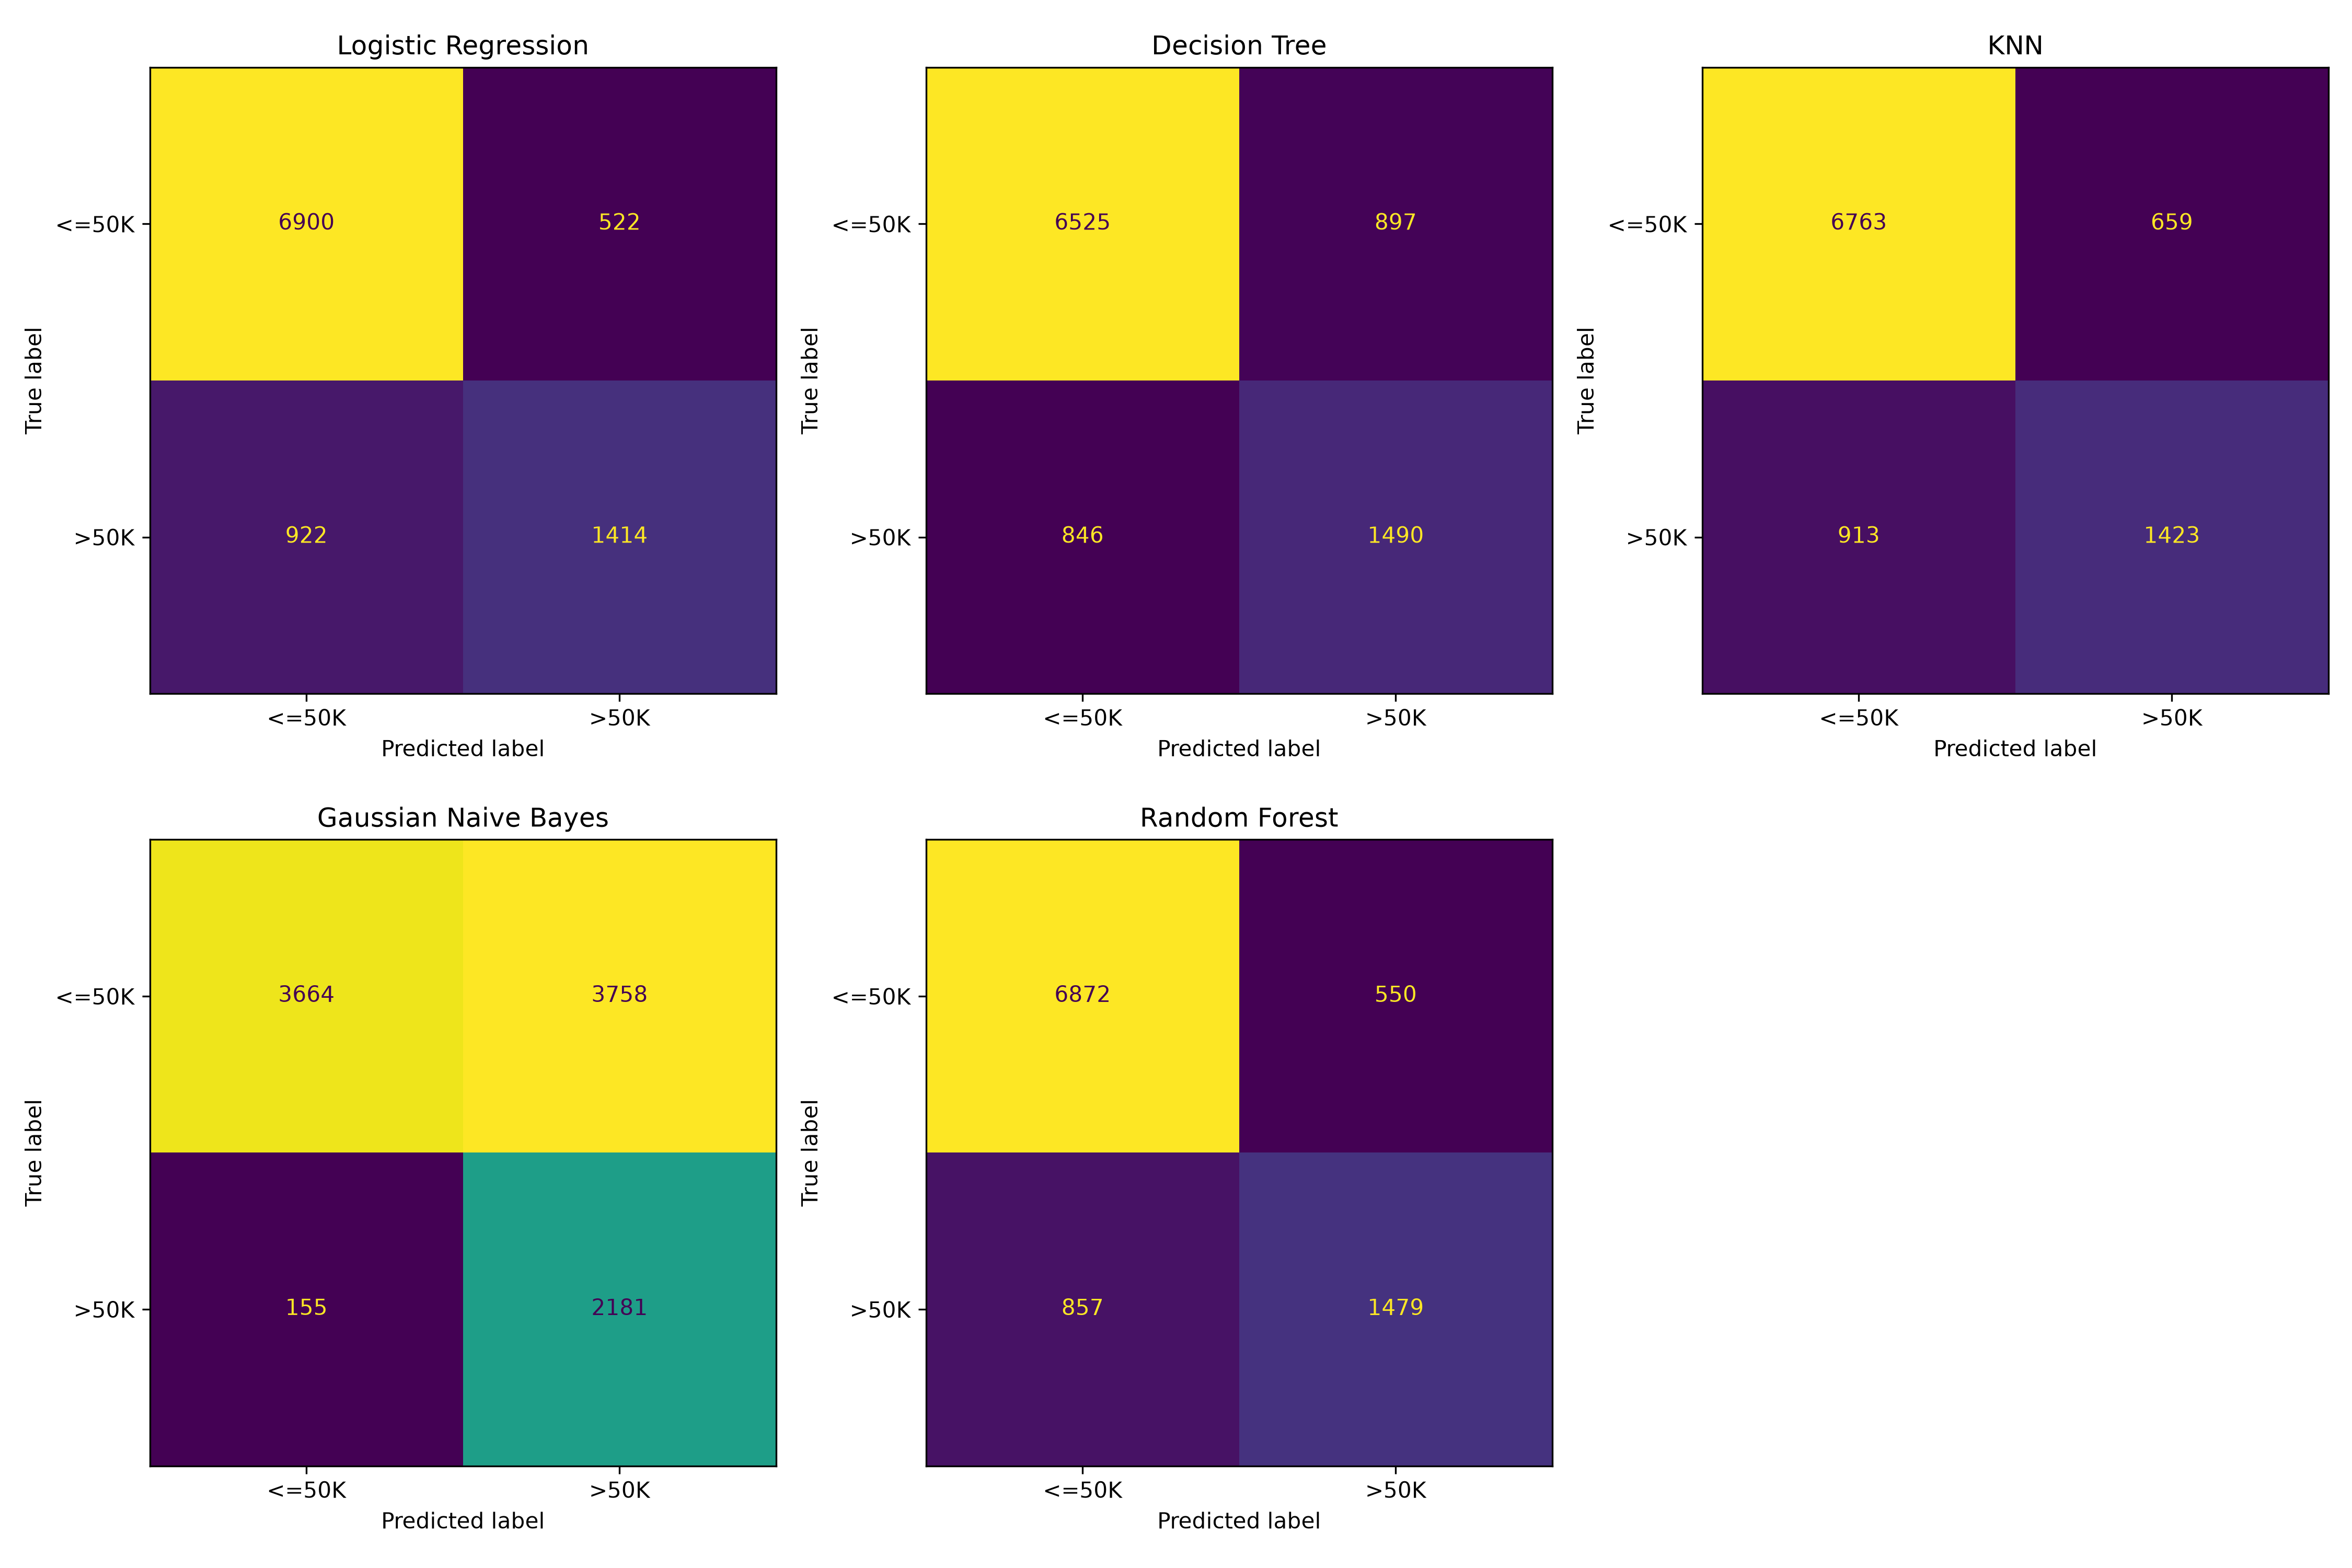 Logistic Regression
<=50K
6900
522
>50K
922
1414
<=50K
>50K
Predicted label
True label
Decision Tree
<=50K
6525
897
>50K
846
1490
<=50K
>50K
Predicted label
True label
KNN
<=50K
6763
659
>50K
913
1423
<=50K
>50K
Predicted label
True label
Gaussian Naive Bayes
<=50K
3664
3758
>50K
155
2181
<=50K
>50K
Predicted label
True label
Random Forest
<=50K
6872
550
>50K
857
1479
<=50K
>50K
Predicted label
True label